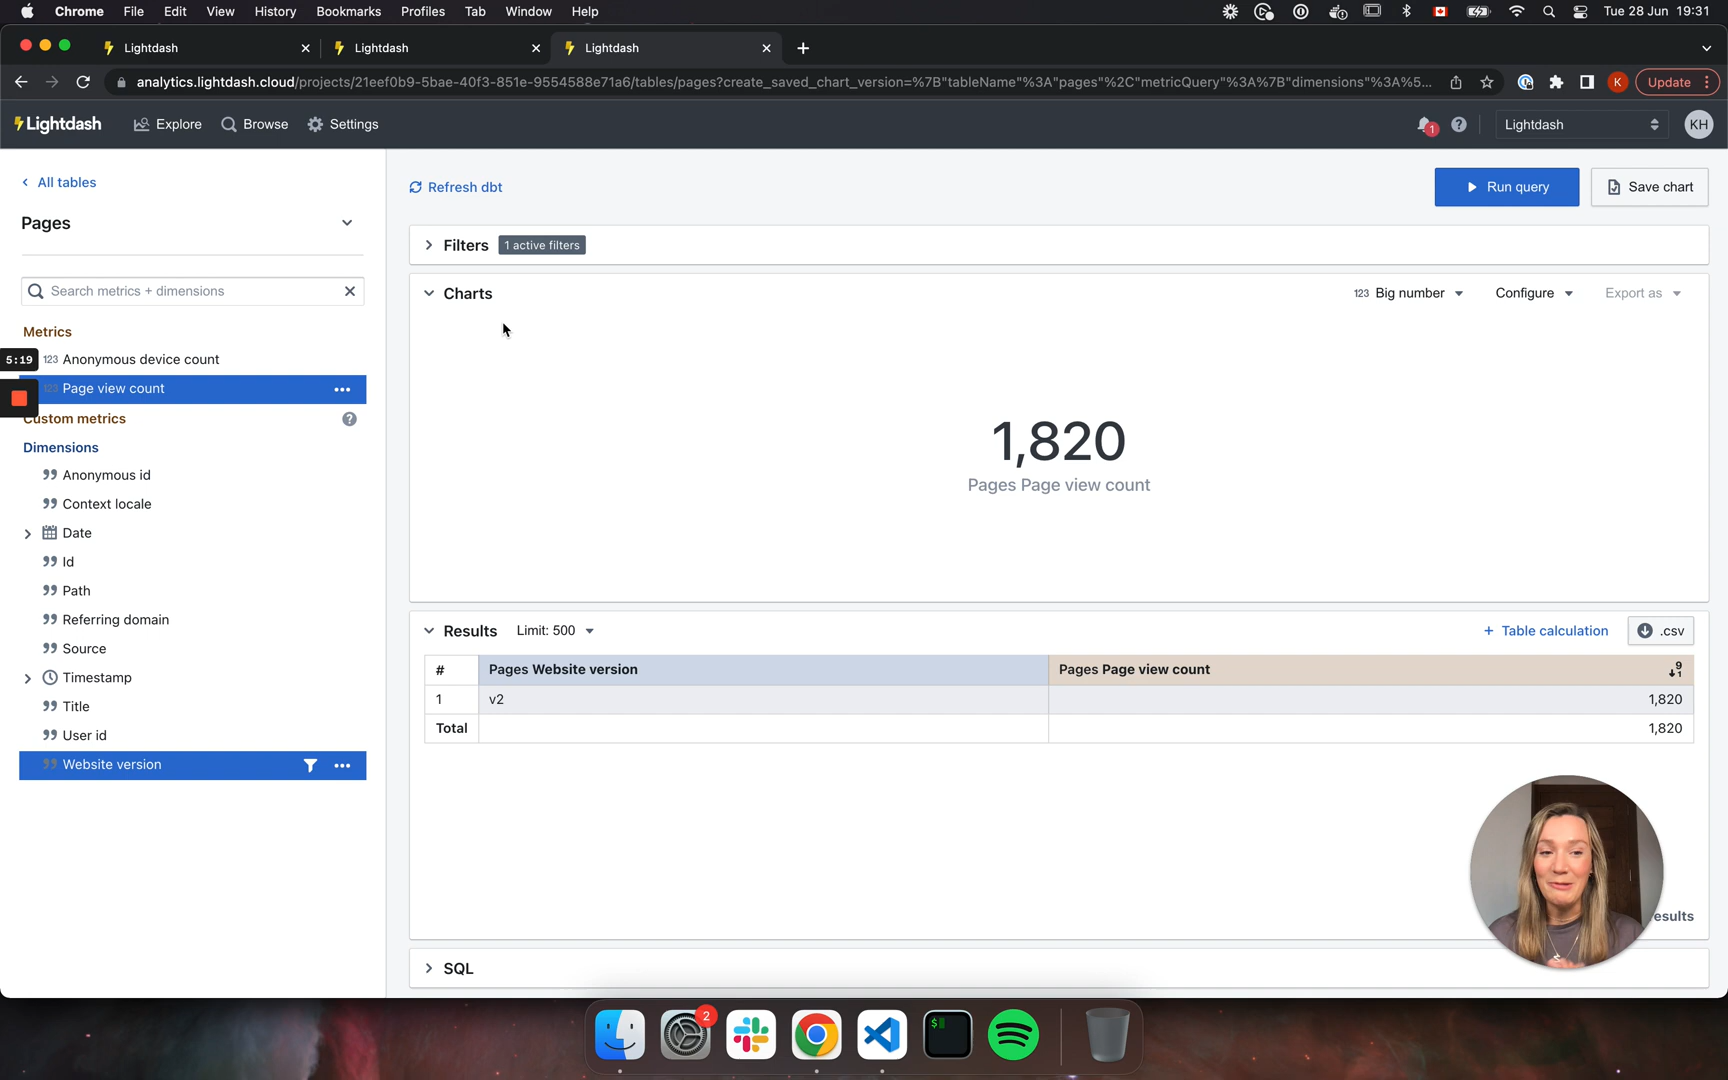 Chrome File Edit View History Bookmarks Profiles Tab Window Help Tue 28 Jun 19:31
Lightdash Lightdash Lightdash
analytics.lightdash.cloud/projects/21eef0b9-5bae-40f3-851e-9554588e71a6/tables/pages?create_saved_chart_version=%7B"tableName"%3A"pages"%2C"metricQuery"%3A%7B"dimensions"%3A%5... K Update
Lightdash Explore Browse Settings 1 Lightdash KH
All tables
Pages
Search metrics + dimensions
Metrics
5:19
123 Anonymous device count
123 Page view count
Custom metrics
Dimensions
Anonymous id
Context locale
Date
Id
Path
Referring domain
Source
Timestamp
Title
User id
Website version
Refresh dbt Run query Save chart
Filters 1 active filters
Charts 123 Big number Configure Export as
1,820
Pages Page view count
Results Limit: 500 + Table calculation .csv
# Pages Website version Pages Page view count
1 v2 1,820
Total 1,820
esults
SQL
2